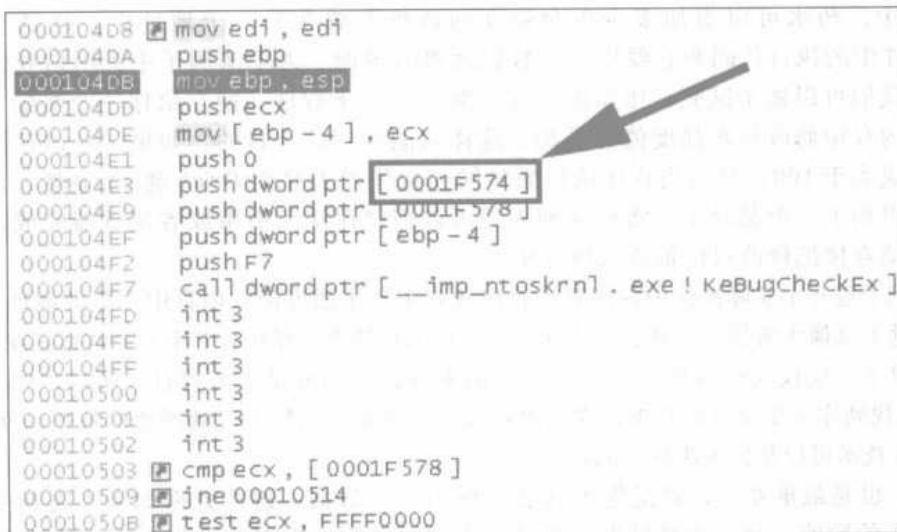 000104D8 mov edi, edi
000104DA push ebp
000104DB mov ebp esp
000104DD push ecx
000104DE mov [ebp-4], ecx
000104E1 push 0
000104E3 push dword ptr [0001F574]
000104E9 push dword ptr [0001F578]
000104EF push dword ptr [ebp-4]
000104F2 push F7
000104F7 call dword ptr [__imp_ntoskrnl.exe!KeBugCheckEx]
000104FD int 3
000104FE int 3
000104FF int 3
00010500 int 3
00010501 int 3
00010502 int 3
00010503 cmp ecx, [0001F578]
00010509 jne 00010514
0001050B test ecx, FFFF0000